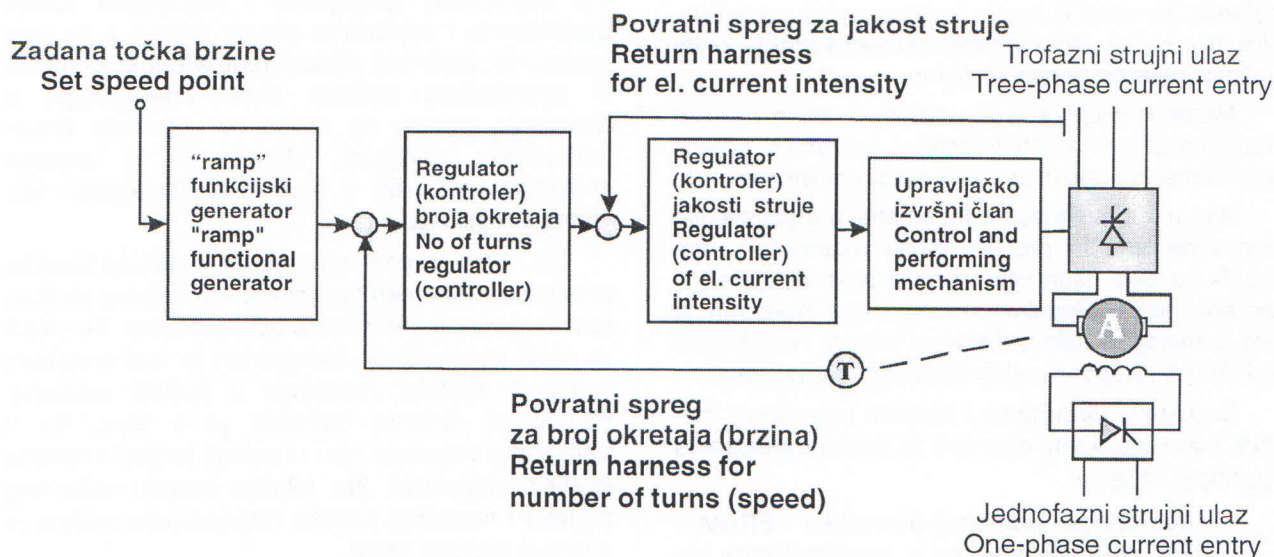 Povratni spreg za jakost struje
Return harness
for el. current intensity
Zadana točka brzine
Set speed point
Trofazni strujni ulaz
Tree-phase current entry
“ramp”
funkcijski
generator
"ramp"
functional
generator
Regulator
(kontroler)
broja okretaja
No of turns
regulator
(controller)
Regulator
(kontroler)
jakosti struje
Regulator
(controller)
of el. current
intensity
Upravljačko
izvršni član
Control and
performing
mechanism
A
T
Povratni spreg
za broj okretaja (brzina)
Return harness for
number of turns (speed)
Jednofazni strujni ulaz
One-phase current entry